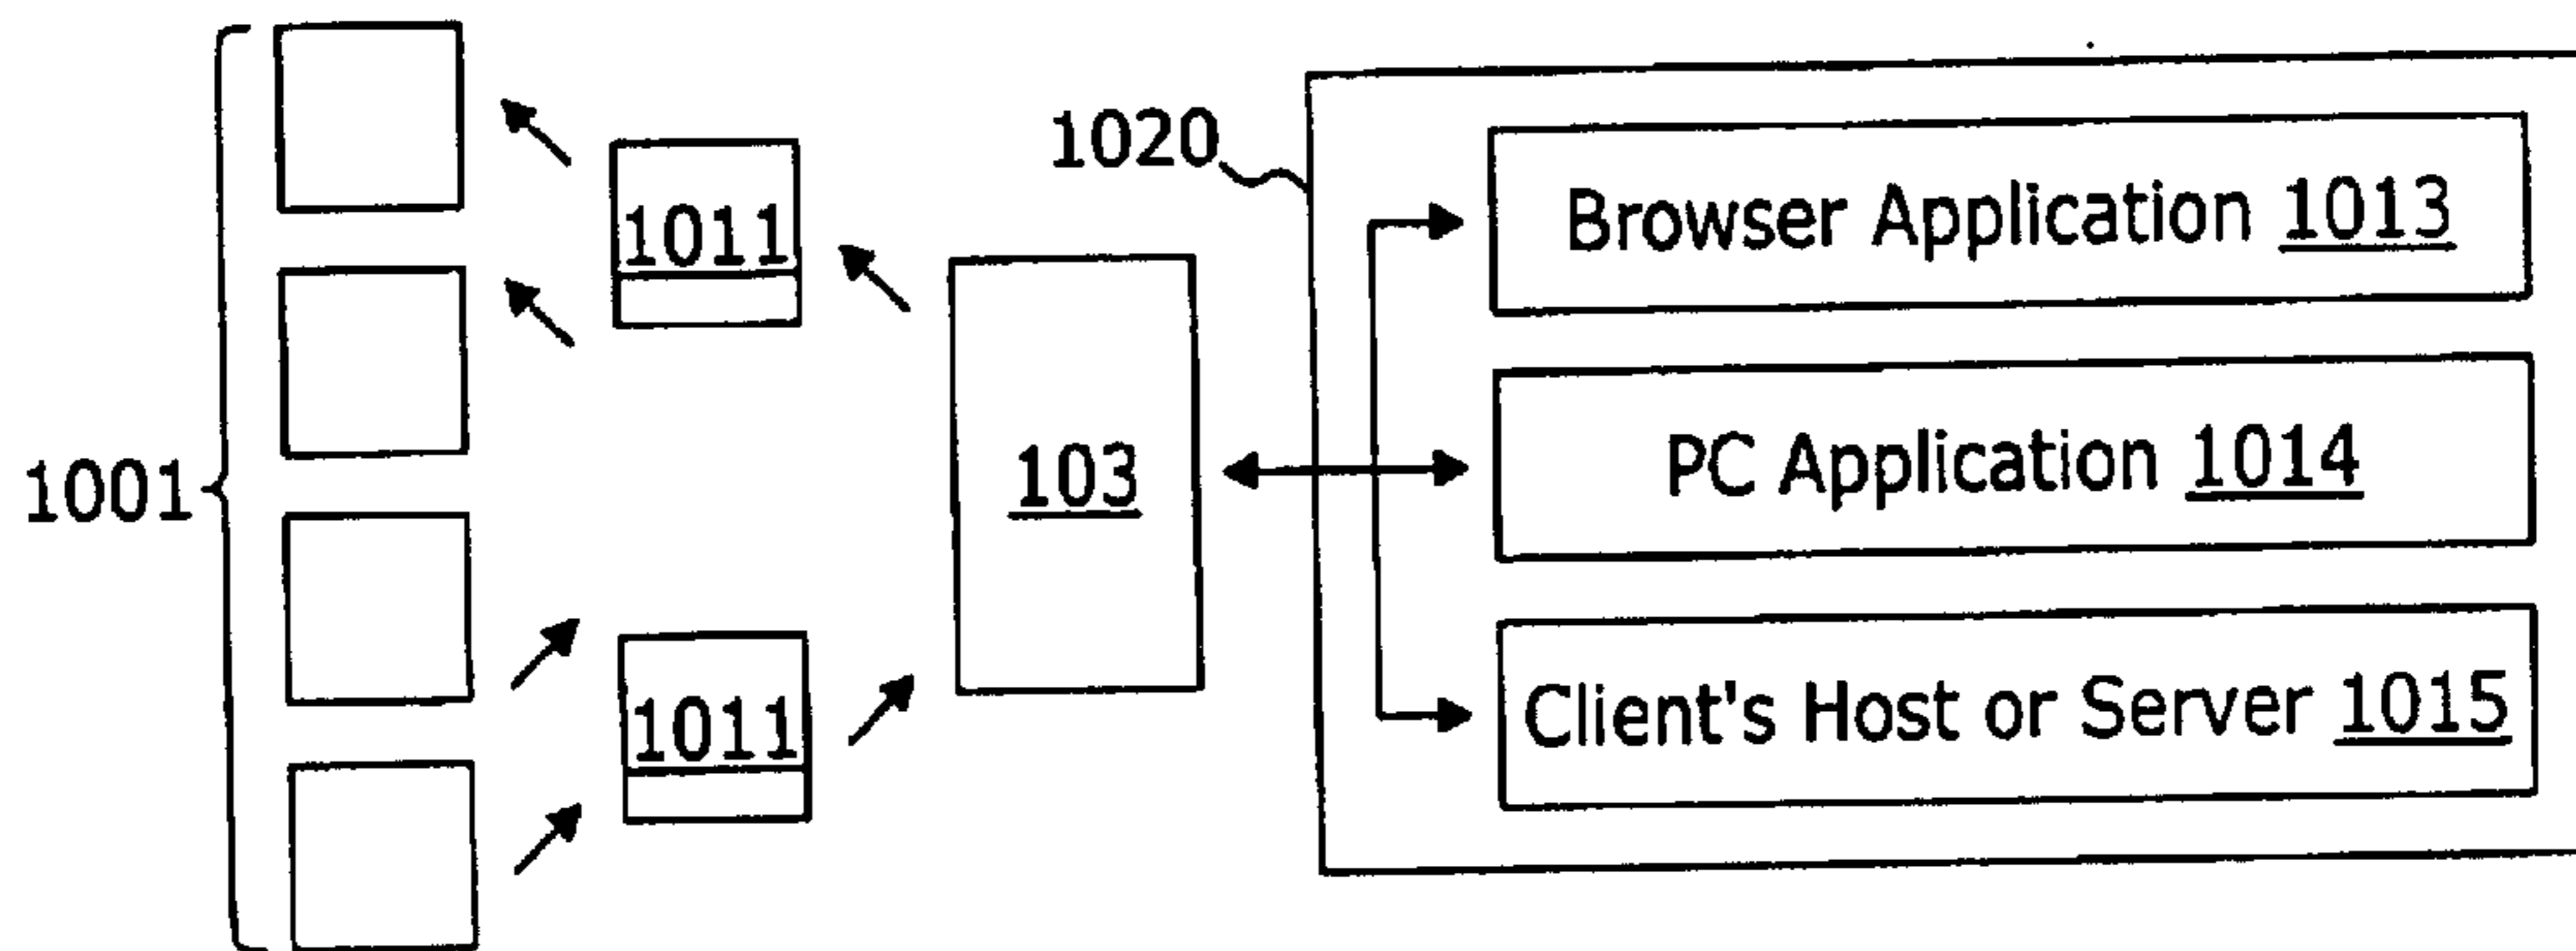 1020
Browser Application 1013
1011
1001
103
PC Application 1014
1011
Client's Host or Server 1015